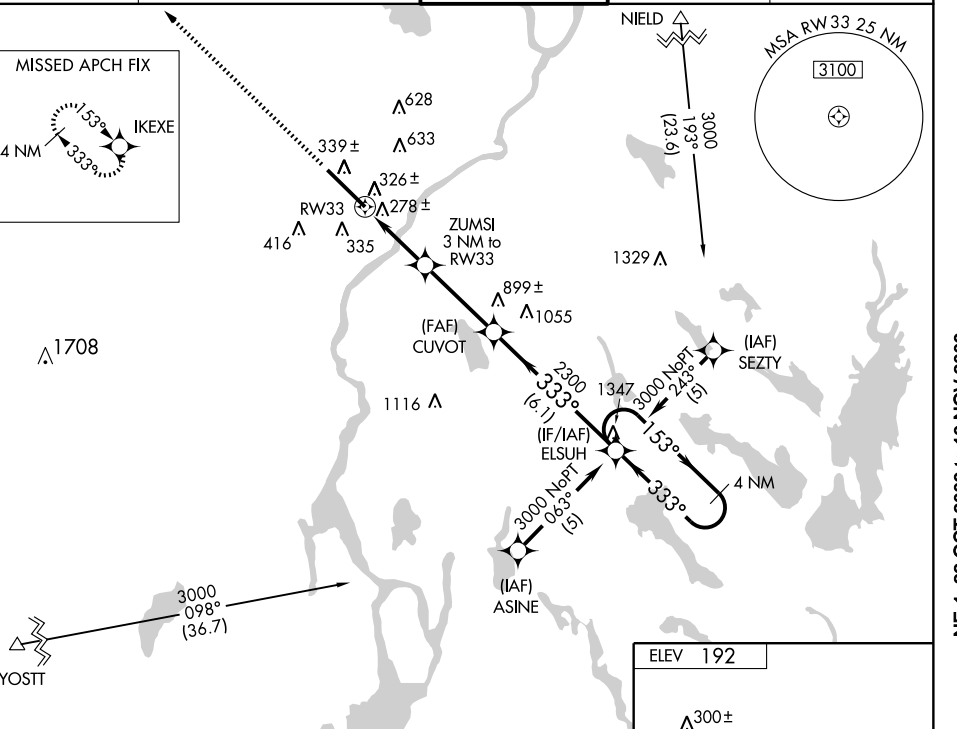 NIELD
MSA RW33 25 NM
3100
MISSED APCH FIX
153°
IKEXE
4 NM
333°
628
633
339±
326±
278±
RW33
416
335
3000
193°
(23.6)
ZUMSI
3 NM to
RW33
1329
899±
1055
(FAF)
CUVOT
(IAF)
SEZTY
1708
1116
2300
333°
(6.1)
1347
3000 NoPT
243°
(5)
(IF/IAF)
ELSUH
153°
4 NM
333°
3000 NoPT
063°
(5)
(IAF)
ASINE
3000
098°
(36.7)
YOSTT
ELEV 192
300±